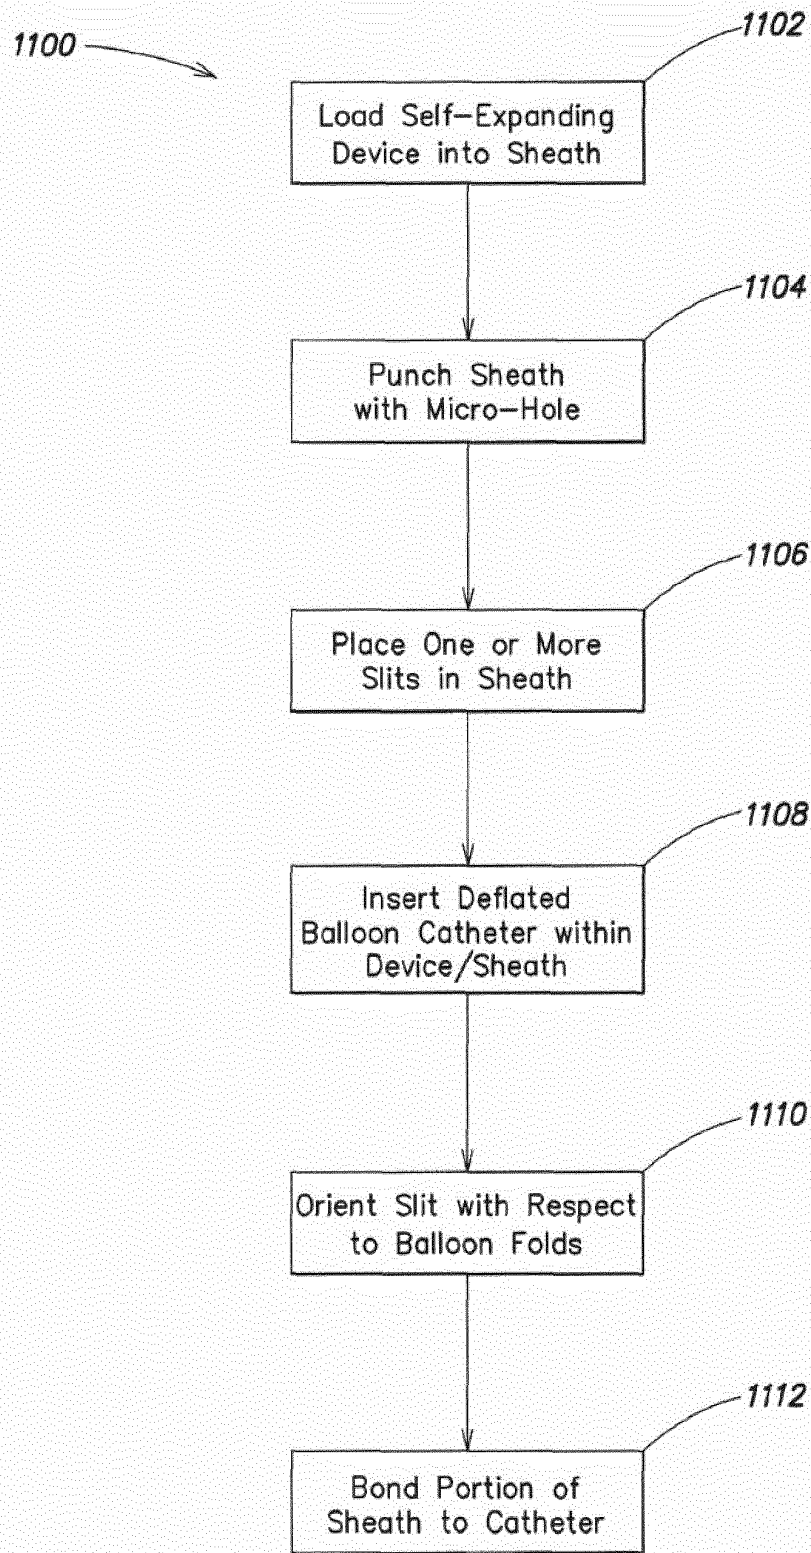 1100
1102
Load Self-Expanding
Device into Sheath
1104
Punch Sheath
with Micro-Hole
1106
Place One or More
Slits in Sheath
1108
Insert Deflated
Balloon Catheter within
Device/Sheath
1110
Orient Slit with Respect
to Balloon Folds
1112
Bond Portion of
Sheath to Catheter